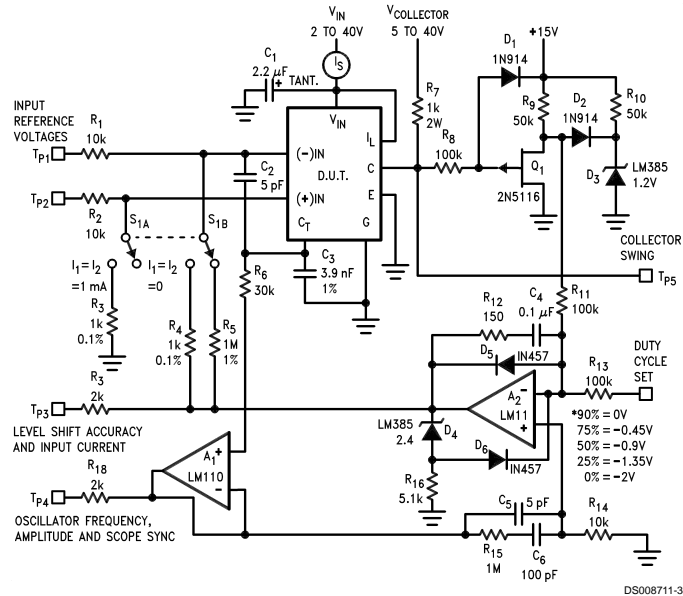 V_IN
2 TO 40V
V_COLLECTOR
5 TO 40V
+15V
C1
2.2 µF
+ TANT.
I_S
D1
1N914
R9
50k
D2
1N914
R10
50k
INPUT
REFERENCE
VOLTAGES
R1
10k
R7
1k
2W
R8
100k
V_IN
I_L
TP1
(–)IN
C
C2
5 pF
D.U.T.
Q1
2N5116
D3
LM385
1.2V
TP2
(+)IN
E
R2
10k
S1A
S1B
C_T
G
COLLECTOR
SWING
TP5
I1 = I2
=1 mA
I1 = I2
=0
R6
30k
C3
3.9 nF
1%
R3
1k
0.1%
R4
1k
0.1%
R5
1M
1%
R12
150
C4
0.1 µF
R11
100k
D5
IN457
DUTY
CYCLE
SET
R13
100k
R3
2k
TP3
A2
LM11
–
+
*90% = 0V
75% = –0.45V
50% = –0.9V
25% = –1.35V
0% = –2V
LEVEL SHIFT ACCURACY
AND INPUT CURRENT
LM385
2.4
D4
D6
IN457
R18
2k
A1
LM110
+
–
TP4
R16
5.1k
OSCILLATOR FREQUENCY,
AMPLITUDE AND SCOPE SYNC
C5
5 pF
R14
10k
R15
1M
C6
100 pF
DS008711-3